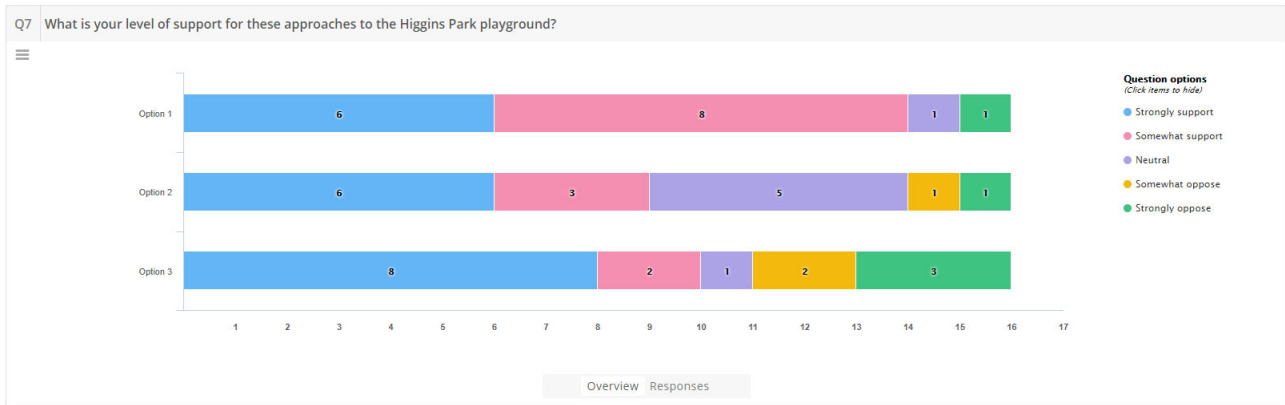 Q7 What is your level of support for these approaches to the Higgins Park playground?
Question options
(Click items to hide)
Strongly support
Somewhat support
Neutral
Somewhat oppose
Strongly oppose
Option 1 6 8 1 1
Option 2 6 3 5 1 1
Option 3 8 2 1 2 3
1 2 3 4 5 6 7 8 9 10 11 12 13 14 15 16 17
Overview Responses